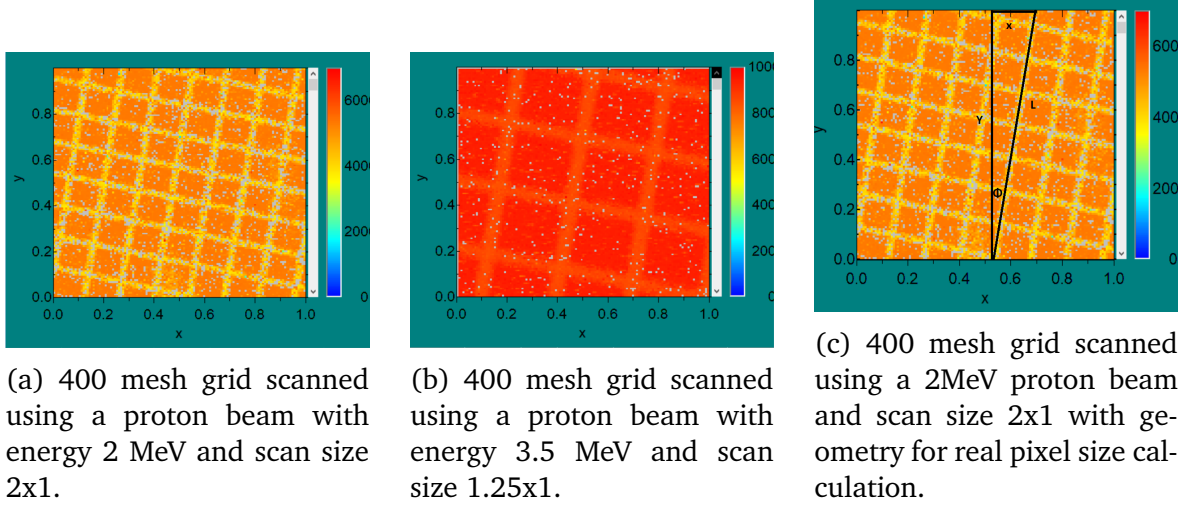 6000
4000
2000
0
0.8
0.6
0.4
0.2
0.0
y
0.0 0.2 0.4 0.6 0.8 1.0
x
(a) 400 mesh grid scanned
using a proton beam with
energy 2 MeV and scan size
2x1.
800
600
400
200
0.8
0.6
0.4
0.2
0.0
y
0.0 0.2 0.4 0.6 0.8 1.0
x
(b) 400 mesh grid scanned
using a proton beam with
energy 3.5 MeV and scan
size 1.25x1.
x
L
Y
Φ
0.8
0.6
0.4
0.2
0.0
y
0.0 0.2 0.4 0.6 0.8 1.0
x
(c) 400 mesh grid scanned
using a 2MeV proton beam
and scan size 2x1 with ge-
ometry for real pixel size cal-
culation.